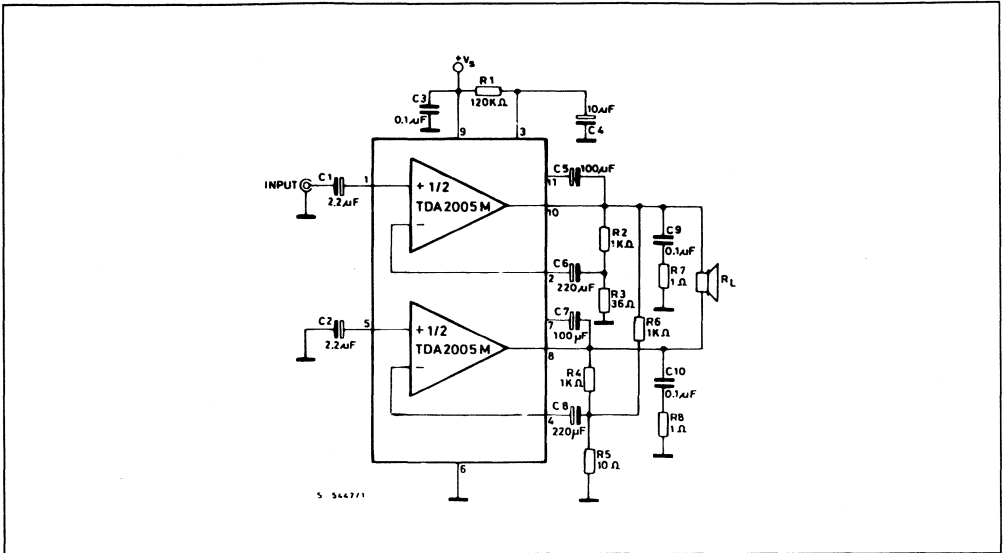 +Vs
R1
120KΩ
C3
0.1µF
10µF
C4
9
3
INPUT
C1
2.2µF
1
+ 1/2
TDA2005M
−
C5
100µF
11
10
R2
1KΩ
C9
0.1µF
R7
1Ω
RL
C6
220µF
2
R3
36Ω
C7
100µF
7
R6
1KΩ
C2
2.2µF
5
+ 1/2
TDA2005M
−
8
R4
1KΩ
C10
0.1µF
C8
220µF
4
R8
1Ω
R5
10Ω
6
S 5447/1